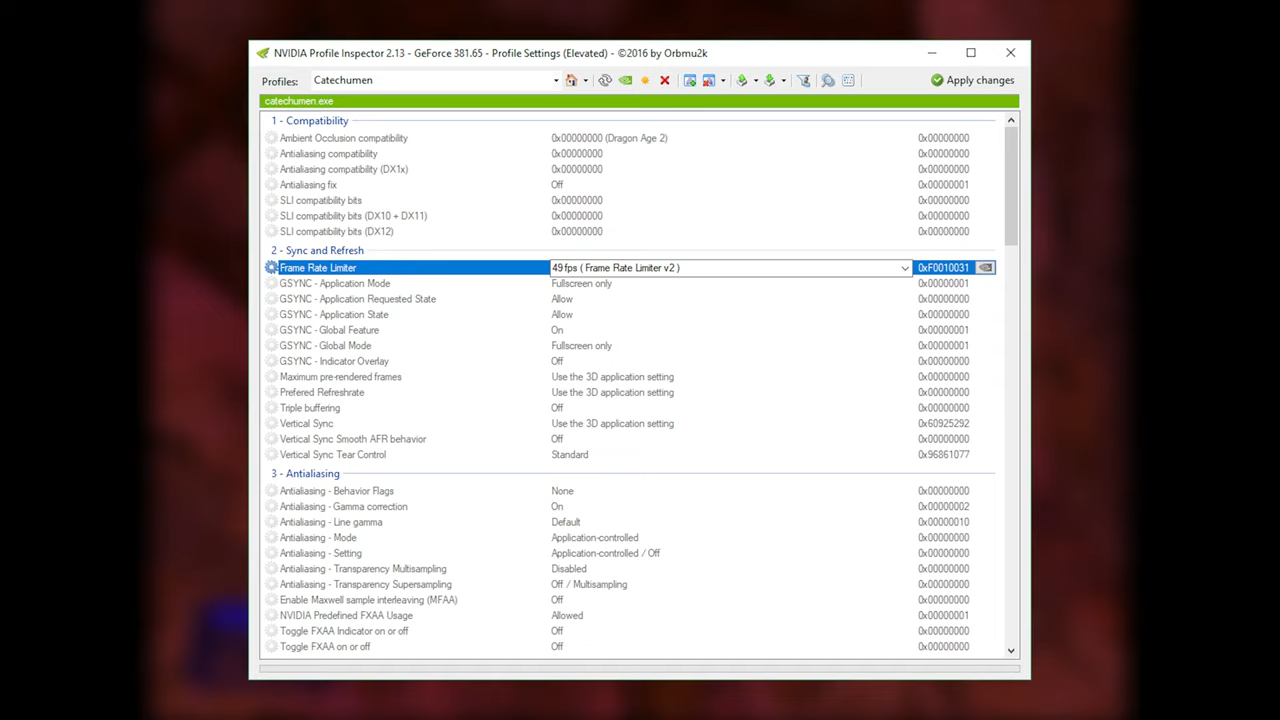 NVIDIA Profile Inspector 2.13 - GeForce 381.65 - Profile Settings (Elevated) - ©2016 by Orbmu2k
Profiles: Catechumen Apply changes
catechumen.exe
1 - Compatibility
Ambient Occlusion compatibility 0x00000000 (Dragon Age 2) 0x00000000
Antialiasing compatibility 0x00000000 0x00000000
Antialiasing compatibility (DX1x) 0x00000000 0x00000000
Antialiasing fix Off 0x00000001
SLI compatibility bits 0x00000000 0x00000000
SLI compatibility bits (DX10 + DX11) 0x00000000 0x00000000
SLI compatibility bits (DX12) 0x00000000 0x00000000
2 - Sync and Refresh
Frame Rate Limiter 49 fps ( Frame Rate Limiter v2 ) 0xF0010031
GSYNC - Application Mode Fullscreen only 0x00000001
GSYNC - Application Requested State Allow 0x00000000
GSYNC - Application State Allow 0x00000000
GSYNC - Global Feature On 0x00000001
GSYNC - Global Mode Fullscreen only 0x00000001
GSYNC - Indicator Overlay Off 0x00000000
Maximum pre-rendered frames Use the 3D application setting 0x00000000
Prefered Refreshrate Use the 3D application setting 0x00000000
Triple buffering Off 0x00000000
Vertical Sync Use the 3D application setting 0x60925292
Vertical Sync Smooth AFR behavior Off 0x00000000
Vertical Sync Tear Control Standard 0x96861077
3 - Antialiasing
Antialiasing - Behavior Flags None 0x00000000
Antialiasing - Gamma correction On 0x00000002
Antialiasing - Line gamma Default 0x00000010
Antialiasing - Mode Application-controlled 0x00000000
Antialiasing - Setting Application-controlled / Off 0x00000000
Antialiasing - Transparency Multisampling Disabled 0x00000000
Antialiasing - Transparency Supersampling Off / Multisampling 0x00000000
Enable Maxwell sample interleaving (MFAA) Off 0x00000000
NVIDIA Predefined FXAA Usage Allowed 0x00000001
Toggle FXAA Indicator on or off Off 0x00000000
Toggle FXAA on or off Off 0x00000000